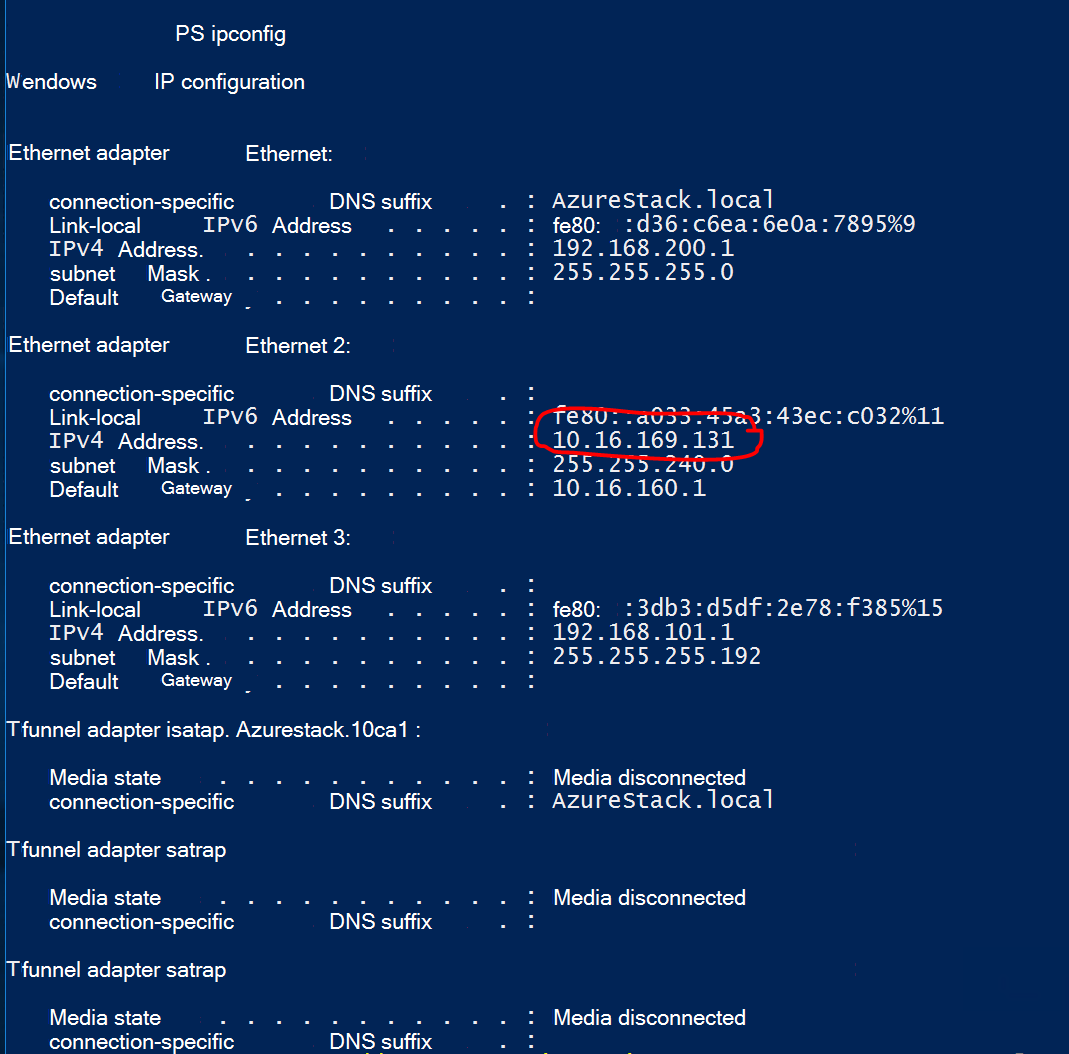 PS ipconfig
Wendows IP configuration
Ethernet adapter Ethernet:
connection-specific DNS suffix . : AzureStack.local
Link-local IPv6 Address . . . . . : fe80: :d36:c6ea:6e0a:7895%9
IPv4 Address. . . . . . . . . . . : 192.168.200.1
subnet Mask . . . . . . . . . . . : 255.255.255.0
Default Gateway . . . . . . . . . :
Ethernet adapter Ethernet 2:
connection-specific DNS suffix . :
Link-local IPv6 Address . . . . . : fe80::a033:45a3:43ec:c032%11
IPv4 Address. . . . . . . . . . . : 10.16.169.131
subnet Mask . . . . . . . . . . . : 255.255.240.0
Default Gateway . . . . . . . . . : 10.16.160.1
Ethernet adapter Ethernet 3:
connection-specific DNS suffix . :
Link-local IPv6 Address . . . . . : fe80: :3db3:d5df:2e78:f385%15
IPv4 Address. . . . . . . . . . . : 192.168.101.1
subnet Mask . . . . . . . . . . . : 255.255.255.192
Default Gateway . . . . . . . . . :
Tfunnel adapter isatap. Azurestack.10ca1 :
Media state . . . . . . . . . . . : Media disconnected
connection-specific DNS suffix . : AzureStack.local
Tfunnel adapter satrap
Media state . . . . . . . . . . . : Media disconnected
connection-specific DNS suffix . :
Tfunnel adapter satrap
Media state . . . . . . . . . . . : Media disconnected
connection-specific DNS suffix . :